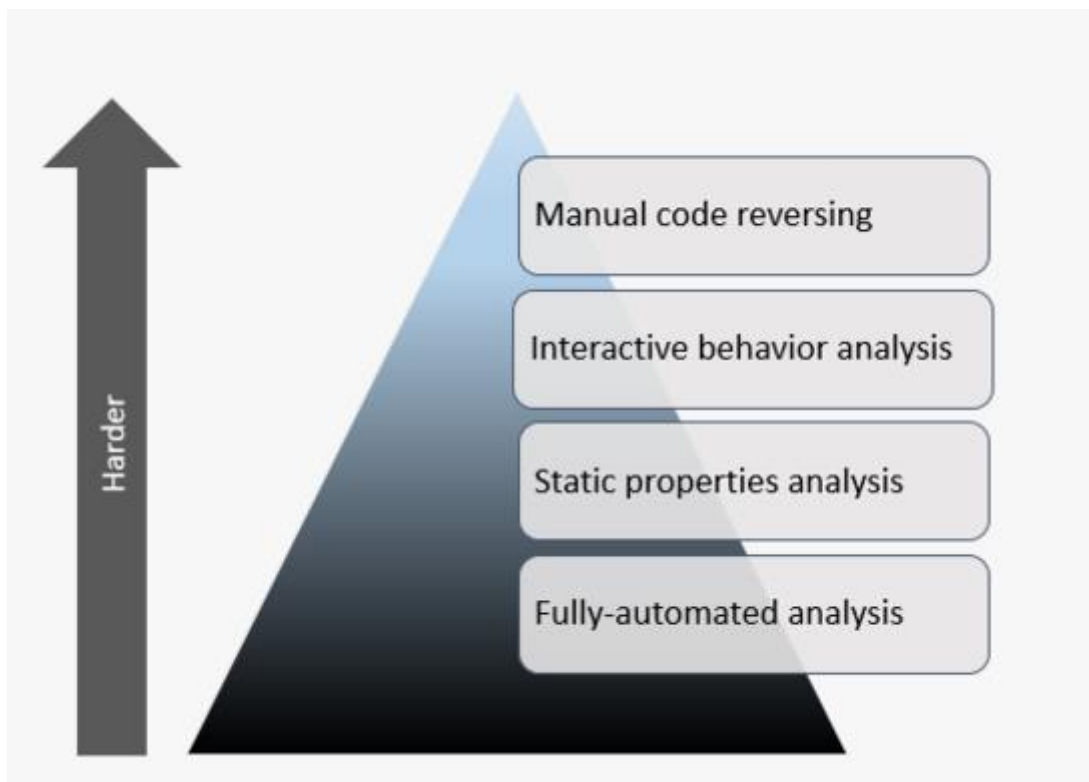 Manual code reversing
Interactive behavior analysis
Static properties analysis
Fully-automated analysis
Harder